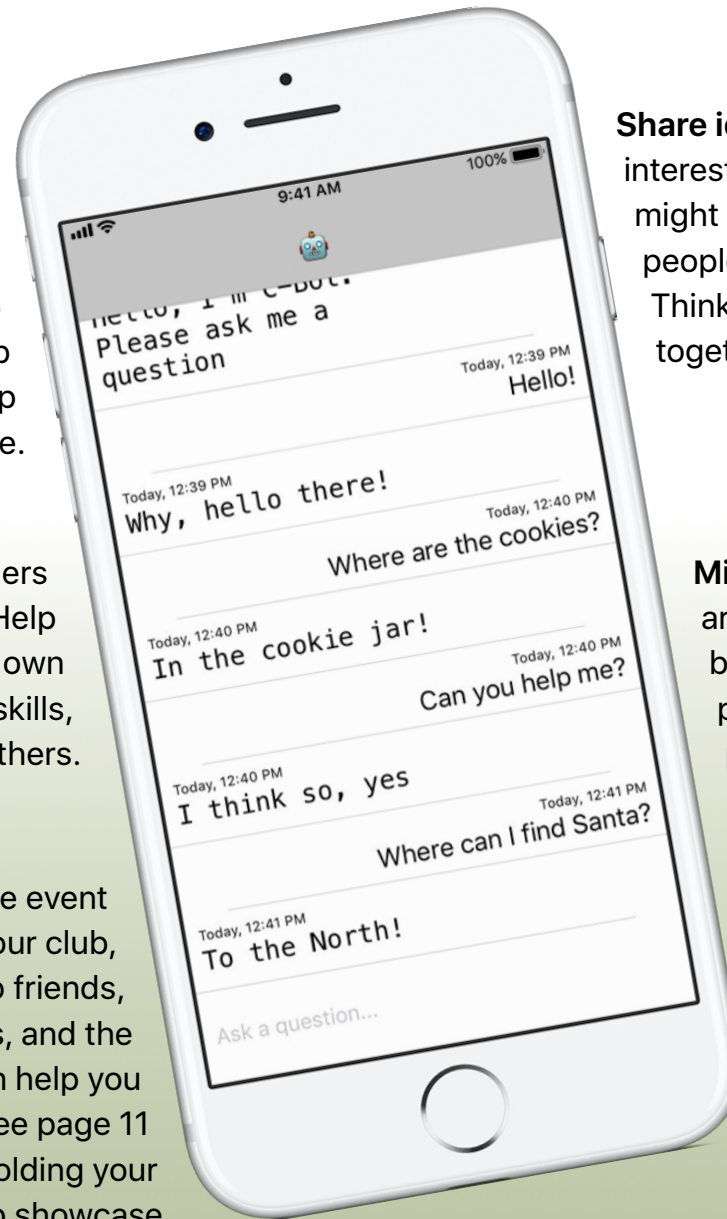 Share
interest
might
people
Think
p
e.
ers
Help
own
skills,
thers.
e event
our club,
friends,
s, and the
help you
ee page 11
olding your
showcase
100%
9:41 AM
Please ask me a
question
Today, 12:39 PM
Hello!
Today, 12:39 PM
Why, hello there!
Today, 12:40 PM
Where are the cookies?
Today, 12:40 PM
In the cookie jar!
Today, 12:40 PM
Can you help me?
Today, 12:40 PM
I think so, yes
Today, 12:41 PM
Where can I find Santa?
Today, 12:41 PM
To the North!
Ask a question...